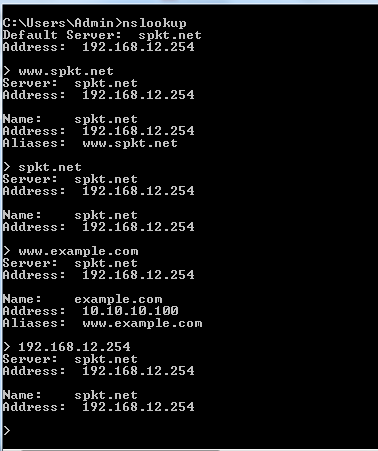 C:\Users\Admin>nslookup
Default Server:  spkt.net
Address:  192.168.12.254
> www.spkt.net
Server:  spkt.net
Address:  192.168.12.254
Name:    spkt.net
Address:  192.168.12.254
Aliases:  www.spkt.net
> spkt.net
Server:  spkt.net
Address:  192.168.12.254
Name:    spkt.net
Address:  192.168.12.254
> www.example.com
Server:  spkt.net
Address:  192.168.12.254
Name:    example.com
Address:  10.10.10.100
Aliases:  www.example.com
> 192.168.12.254
Server:  spkt.net
Address:  192.168.12.254
Name:    spkt.net
Address:  192.168.12.254
>